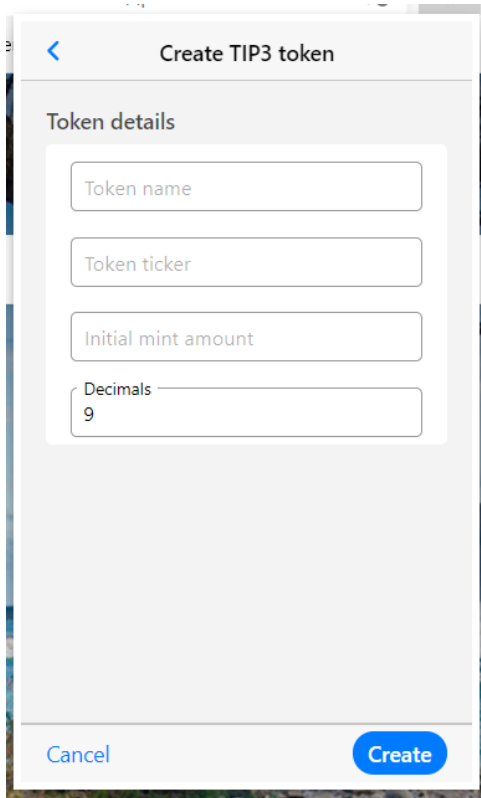 Create TIP3 token
Token details
Token name
Token ticker
Initial mint amount
Decimals
9
Cancel
Create